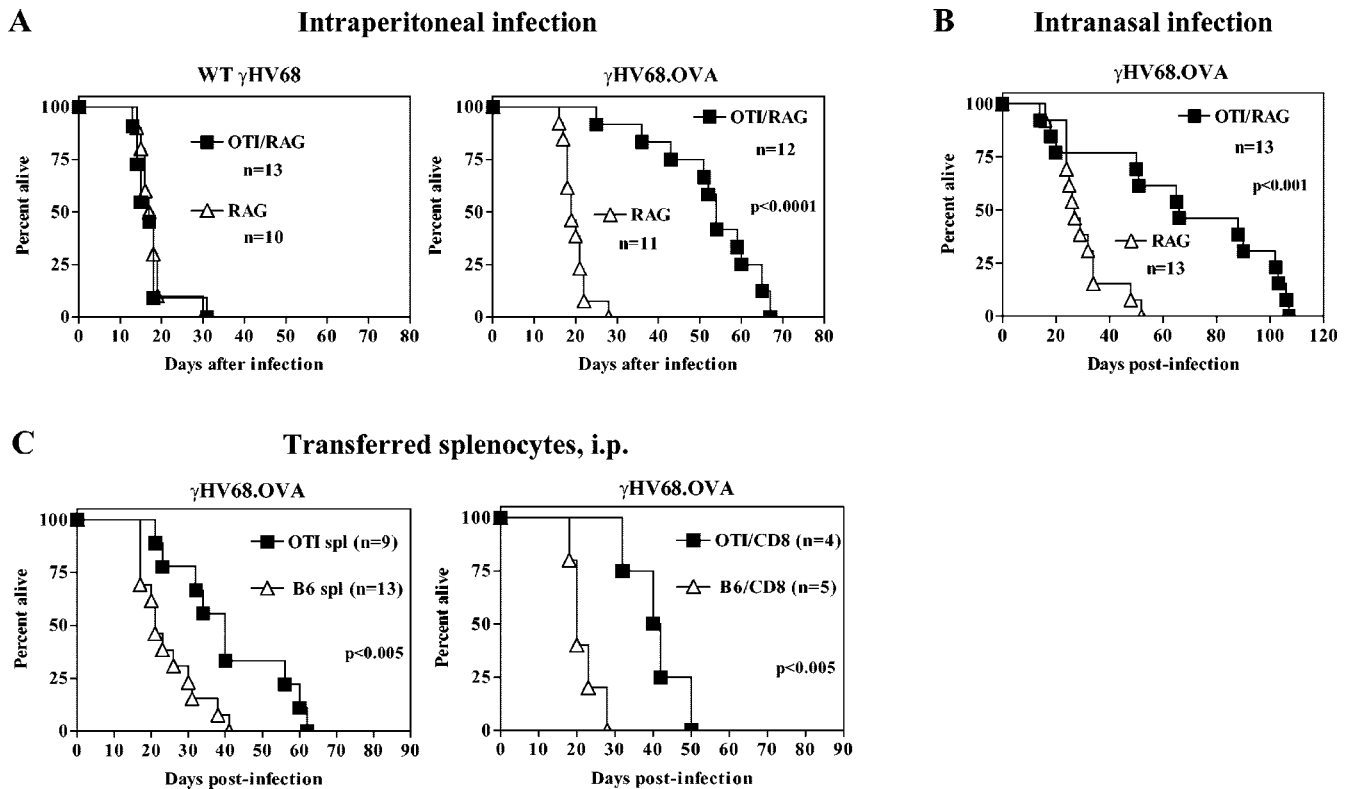 A
Intraperitoneal infection
WT γHV68
Percent alive
100
75
50
25
0
OTI/RAG
n=13
RAG
n=10
0 10 20 30 40 50 60 70 80
Days after infection
γHV68.OVA
Percent alive
100
75
50
25
0
OTI/RAG
n=12
p<0.0001
RAG
n=11
0 10 20 30 40 50 60 70 80
Days after infection
B
Intranasal infection
γHV68.OVA
Percent alive
100
75
50
25
0
OTI/RAG
n=13
p<0.001
RAG
n=13
0 20 40 60 80 100 120
Days post-infection
C
Transferred splenocytes, i.p.
γHV68.OVA
Percent alive
100
75
50
25
0
OTI spl (n=9)
B6 spl (n=13)
p<0.005
0 10 20 30 40 50 60 70 80 90
Days post-infection
γHV68.OVA
Percent alive
100
75
50
25
0
OTI/CD8 (n=4)
B6/CD8 (n=5)
p<0.005
0 10 20 30 40 50 60 70 80 90
Days post-infection